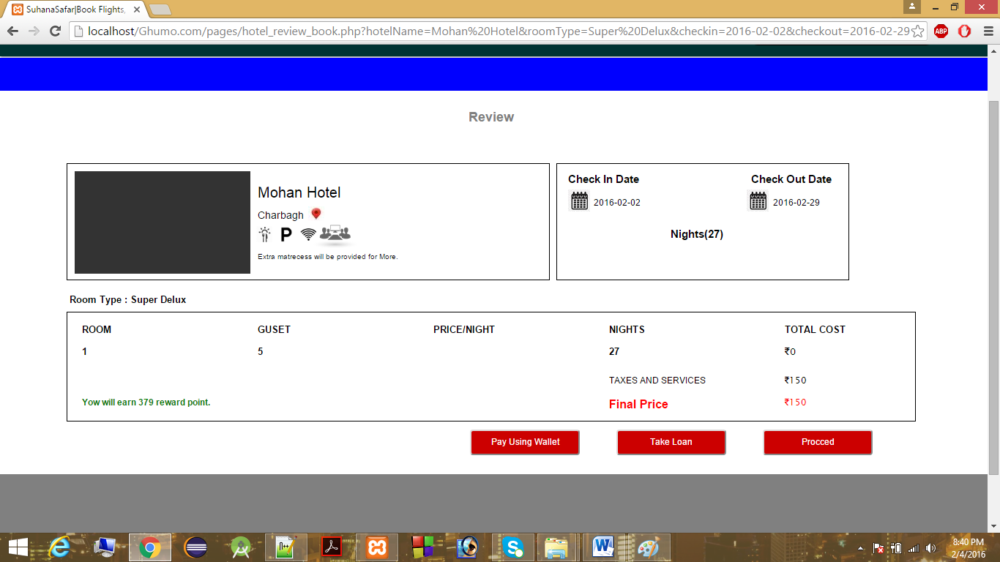 SuhanaSafar|Book Flights,
localhost/Ghumo.com/pages/hotel_review_book.php?hotelName=Mohan%20Hotel&roomType=Super%20Delux&checkin=2016-02-02&checkout=2016-02-29
ABP
Review
Mohan Hotel
Charbagh
P
Extra matrecess will be provided for More.
Check In Date Check Out Date
2016-02-02 2016-02-29
Nights(27)
Room Type : Super Delux
ROOM GUSET PRICE/NIGHT NIGHTS TOTAL COST
1 5 27 ₹0
TAXES AND SERVICES ₹150
Yow will earn 379 reward point. Final Price ₹150
Pay Using Wallet Take Loan Procced
8:40 PM
2/4/2016